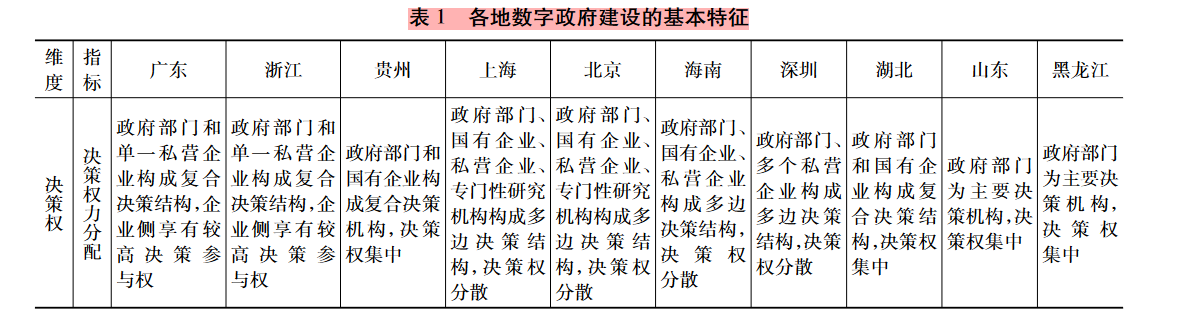 表1 各地数字政府建设的基本特征
维度
指标
广东
浙江
贵州
上海
北京
海南
深圳
湖北
山东
黑龙江
决策权
决策权力分配
政府部门和
单一私营企
业构成复合
决策结构,企
业侧享有较
高决策参
与权
政府部门和
单一私营企
业构成复合
决策结构,企
业侧享有较
高决策参
与权
政府部门和
国有企业构
成复合决策
机构,决策
权集中
政府部门、
国有企业、
私营企业、
专门性研究
机构构成多
边决策结
构,决策权
分散
政府部门、
国有企业、
私营企业、
专门性研究
机构构成多
边决策结
构,决策权
分散
政府部门、
国有企业、
私营企业
构成多边
决策结构,
决策权
分散
政府部门、
多个私营
企业构成
多边决策
结构,决策
权分散
政府部门
和国有企
业构成复
合决策结
构,决策权
集中
政府部门
为主要决
策机构,决
策权集中
政府部门
为主要决
策机构,
决策权
集中